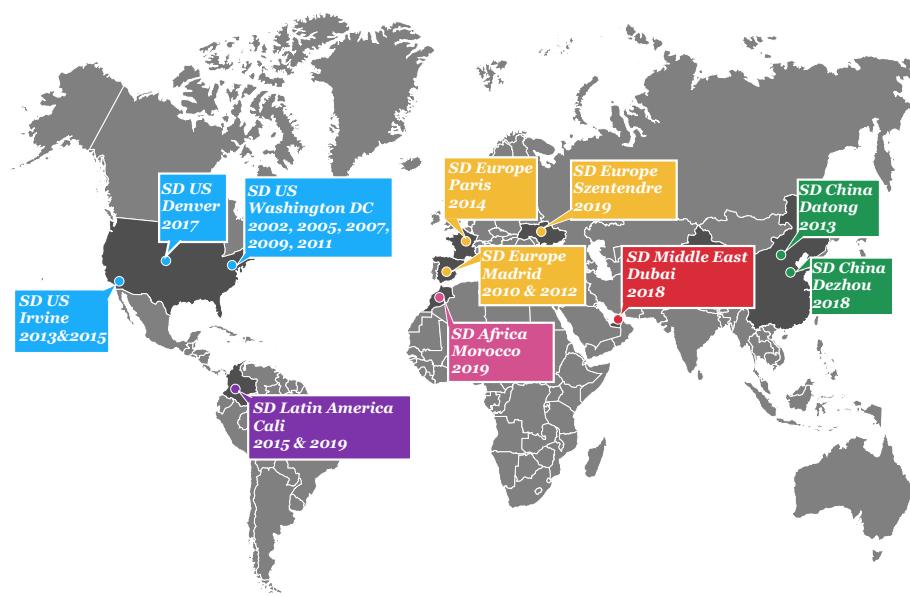 SD US
Denver
2017
SD US
Washington DC
2002, 2005, 2007,
2009, 2011
SD US
Irvine
2013&2015
SD Latin America
Cali
2015 & 2019
SD Europe
Paris
2014
SD Europe
Szentendre
2019
SD Europe
Madrid
2010 & 2012
SD Africa
Morocco
2019
SD Middle East
Dubai
2018
SD China
Datong
2013
SD China
Dezhou
2018